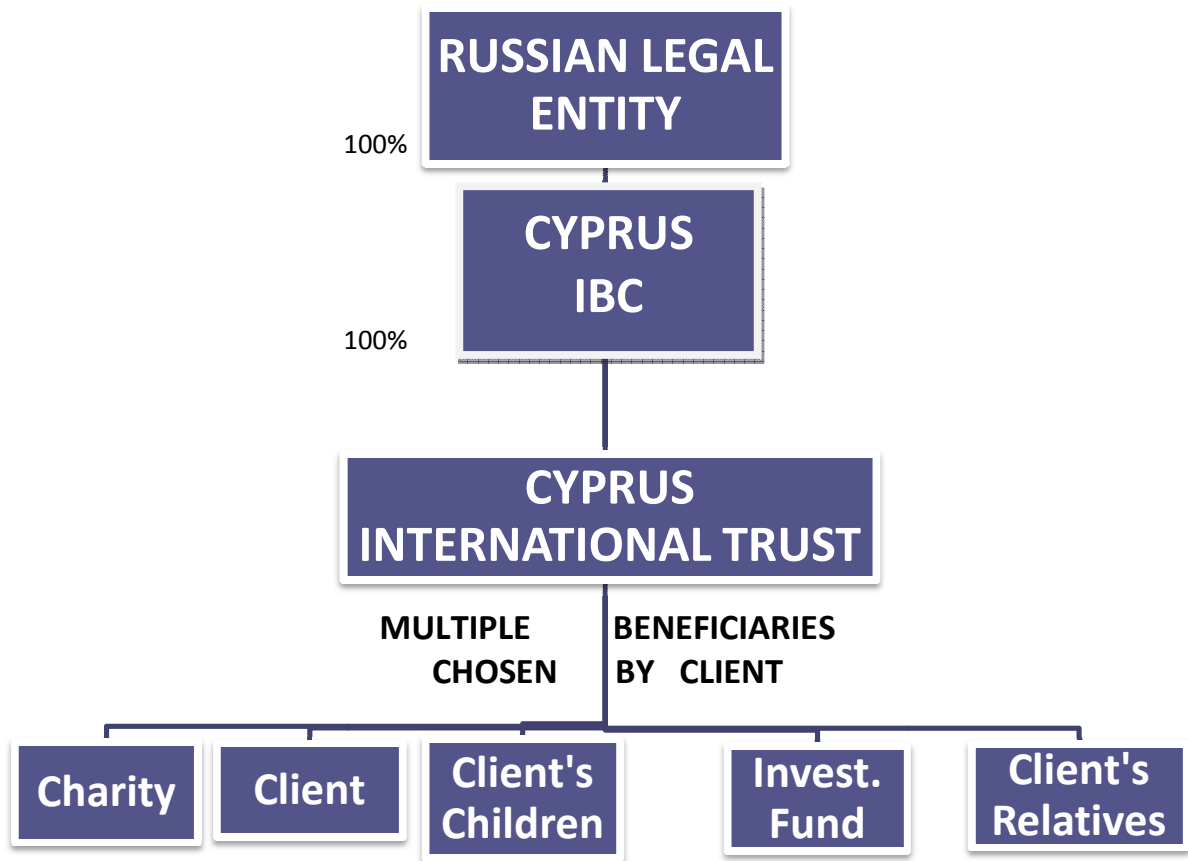 RUSSIAN LEGAL
ENTITY
100%
CYPRUS
IBC
100%
CYPRUS
INTERNATIONAL TRUST
MULTIPLE BENEFICIARIES
CHOSEN BY CLIENT
Charity
Client
Client's
Children
Invest.
Fund
Client's
Relatives